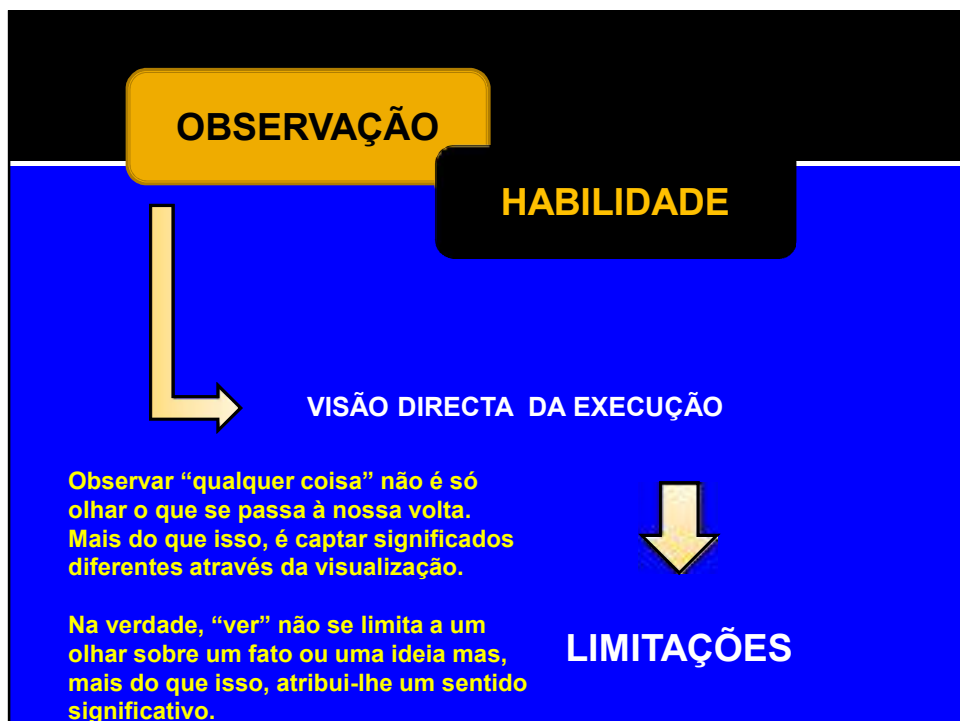 OBSERVAÇÃO
HABILIDADE
VISÃO DIRECTA DA EXECUÇÃO
Observar “qualquer coisa” não é só
olhar o que se passa à nossa volta.
Mais do que isso, é captar significados
diferentes através da visualização.
Na verdade, “ver” não se limita a um
olhar sobre um fato ou uma ideia mas,
mais do que isso, atribui-lhe um sentido
significativo.
LIMITAÇÕES